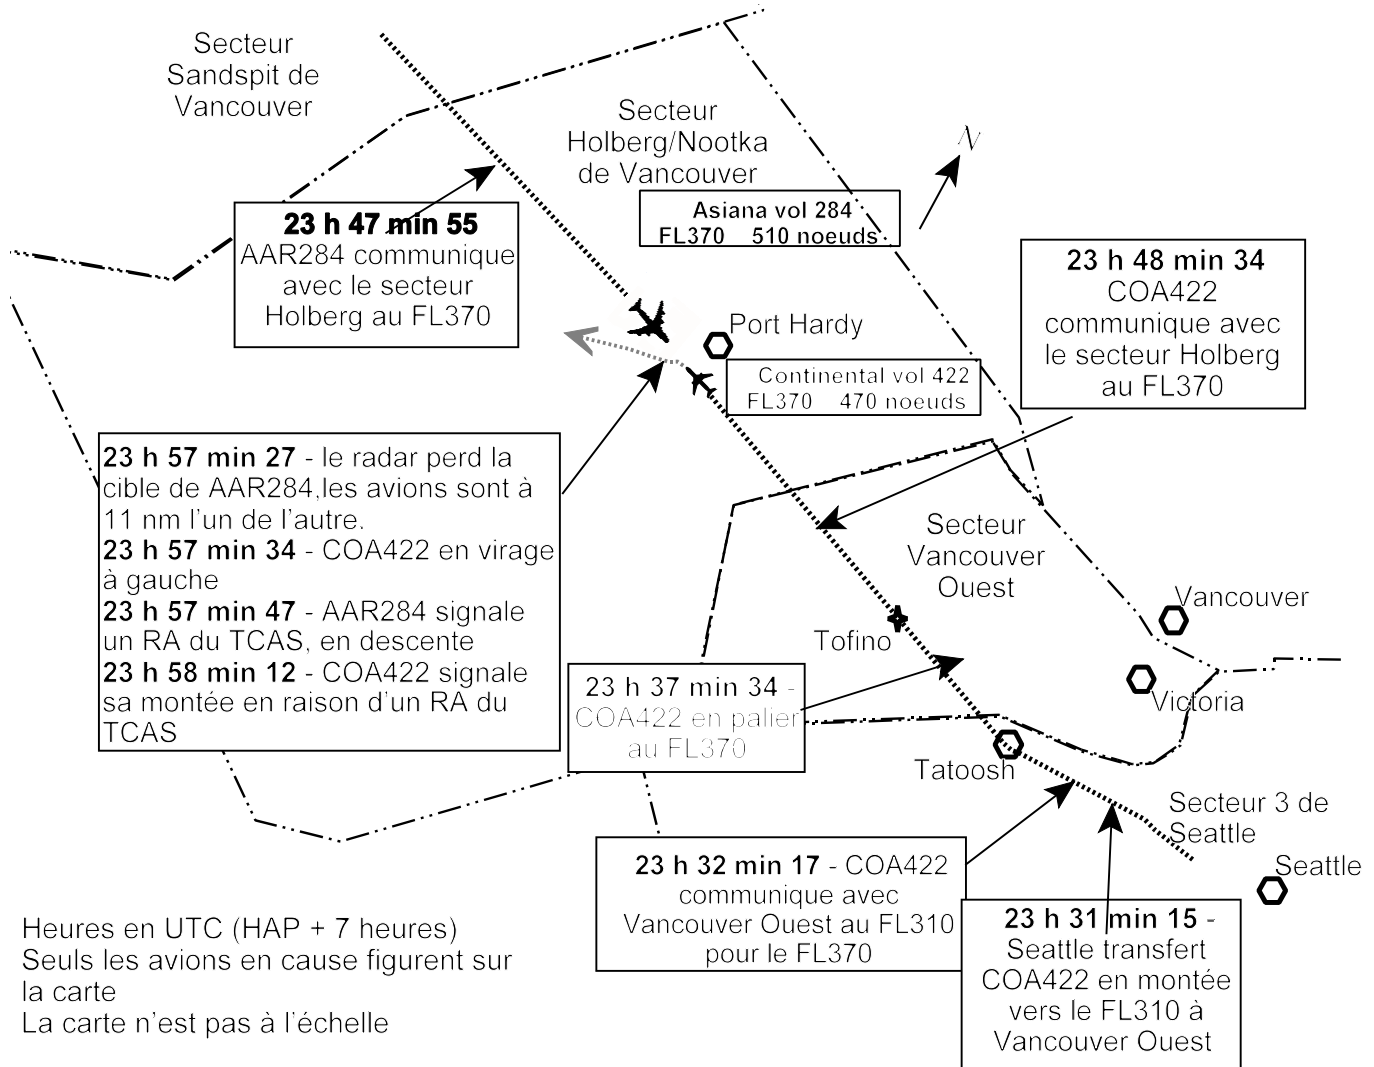 Secteur
Sandspit de
Vancouver
Secteur
Holberg/Nootka
de Vancouver
N
Asiana vol 284
FL370 510 noeuds
23 h 47 min 55
AAR284 communique
avec le secteur
Holberg au FL370
23 h 48 min 34
COA422
communique avec
le secteur Holberg
au FL370
Port Hardy
Continental vol 422
FL370 470 noeuds
23 h 57 min 27 - le radar perd la
cible de AAR284,les avions sont à
11 nm l'un de l'autre.
23 h 57 min 34 - COA422 en virage
à gauche
23 h 57 min 47 - AAR284 signale
un RA du TCAS, en descente
23 h 58 min 12 - COA422 signale
sa montée en raison d'un RA du
TCAS
Secteur
Vancouver
Ouest
Vancouver
Tofino
Victoria
23 h 37 min 34 -
COA422 en palier
au FL370
Tatoosh
Secteur 3 de
Seattle
Seattle
23 h 32 min 17 - COA422
communique avec
Vancouver Ouest au FL310
pour le FL370
23 h 31 min 15 -
Seattle transfert
COA422 en montée
vers le FL310 à
Vancouver Ouest
Heures en UTC (HAP + 7 heures)
Seuls les avions en cause figurent sur
la carte
La carte n'est pas à l'échelle